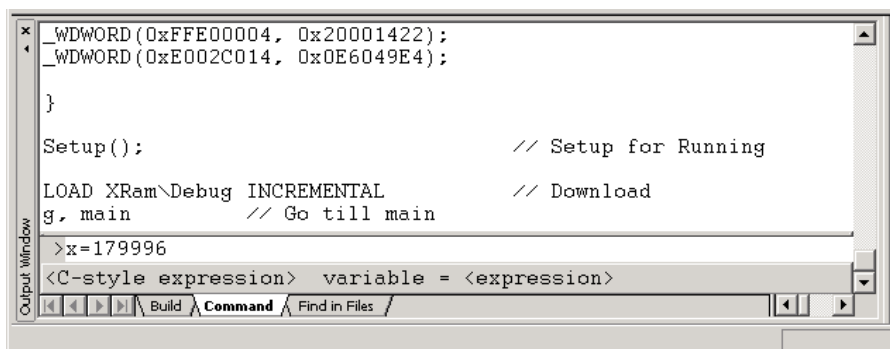 _WDWORD(0xFFE00004, 0x20001422);
_WDWORD(0xE002C014, 0x0E6049E4);
}
Setup(); // Setup for Running
LOAD XRam\Debug INCREMENTAL // Download
g, main // Go till main
>x=179996
<C-style expression> variable = <expression>
Output Window
Build Command Find in Files